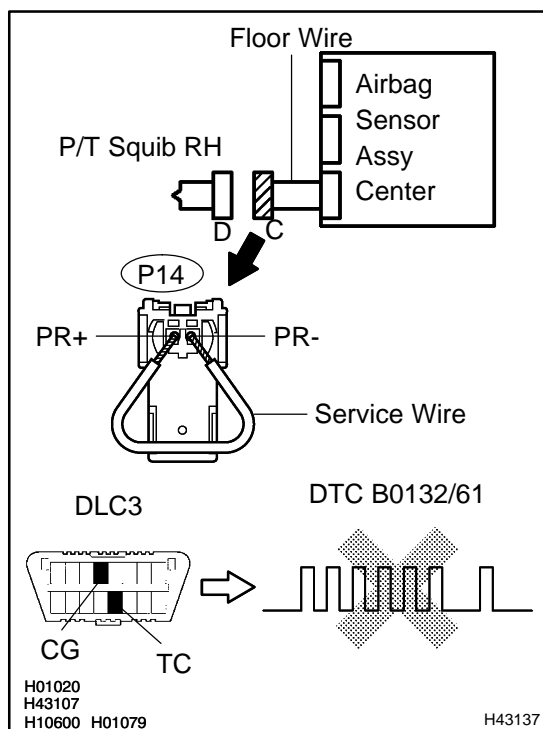 Floor Wire
Airbag
Sensor
Assy
Center
P/T Squib RH
D
C
P14
PR+
PR-
Service Wire
DLC3
DTC B0132/61
CG
TC
H01020
H43107
H10600 H01079
H43137